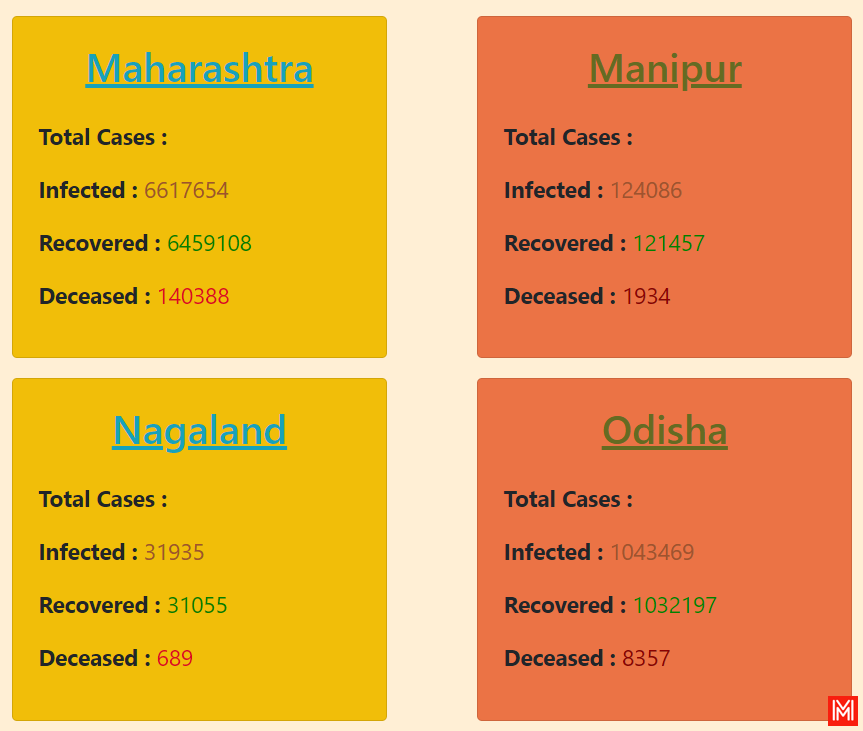 Maharashtra
Total Cases :
Infected : 6617654
Recovered : 6459108
Deceased : 140388
Manipur
Total Cases :
Infected : 124086
Recovered : 121457
Deceased : 1934
Nagaland
Total Cases :
Infected : 31935
Recovered : 31055
Deceased : 689
Odisha
Total Cases :
Infected : 1043469
Recovered : 1032197
Deceased : 8357
M